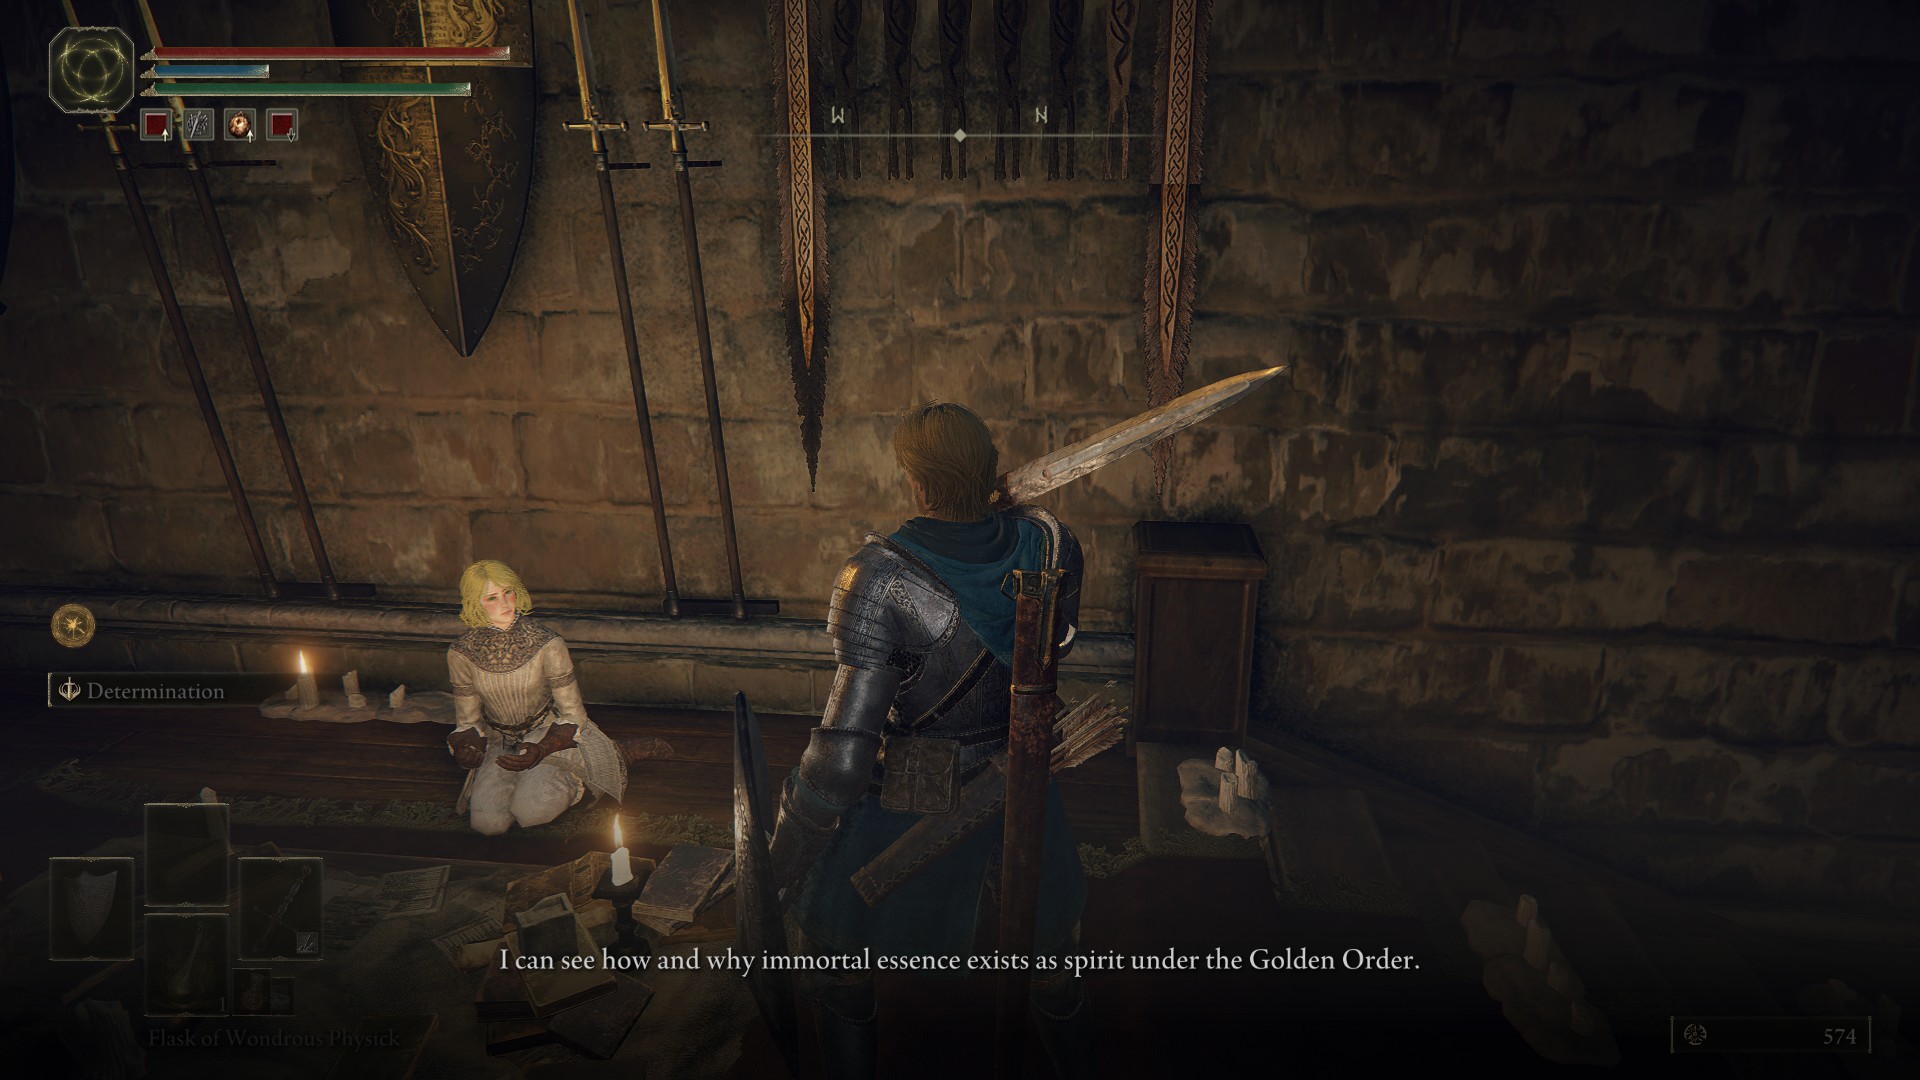 W
N
Determination
I can see how and why immortal essence exists as spirit under the Golden Order.
1
Flask of Wondrous Physick
574